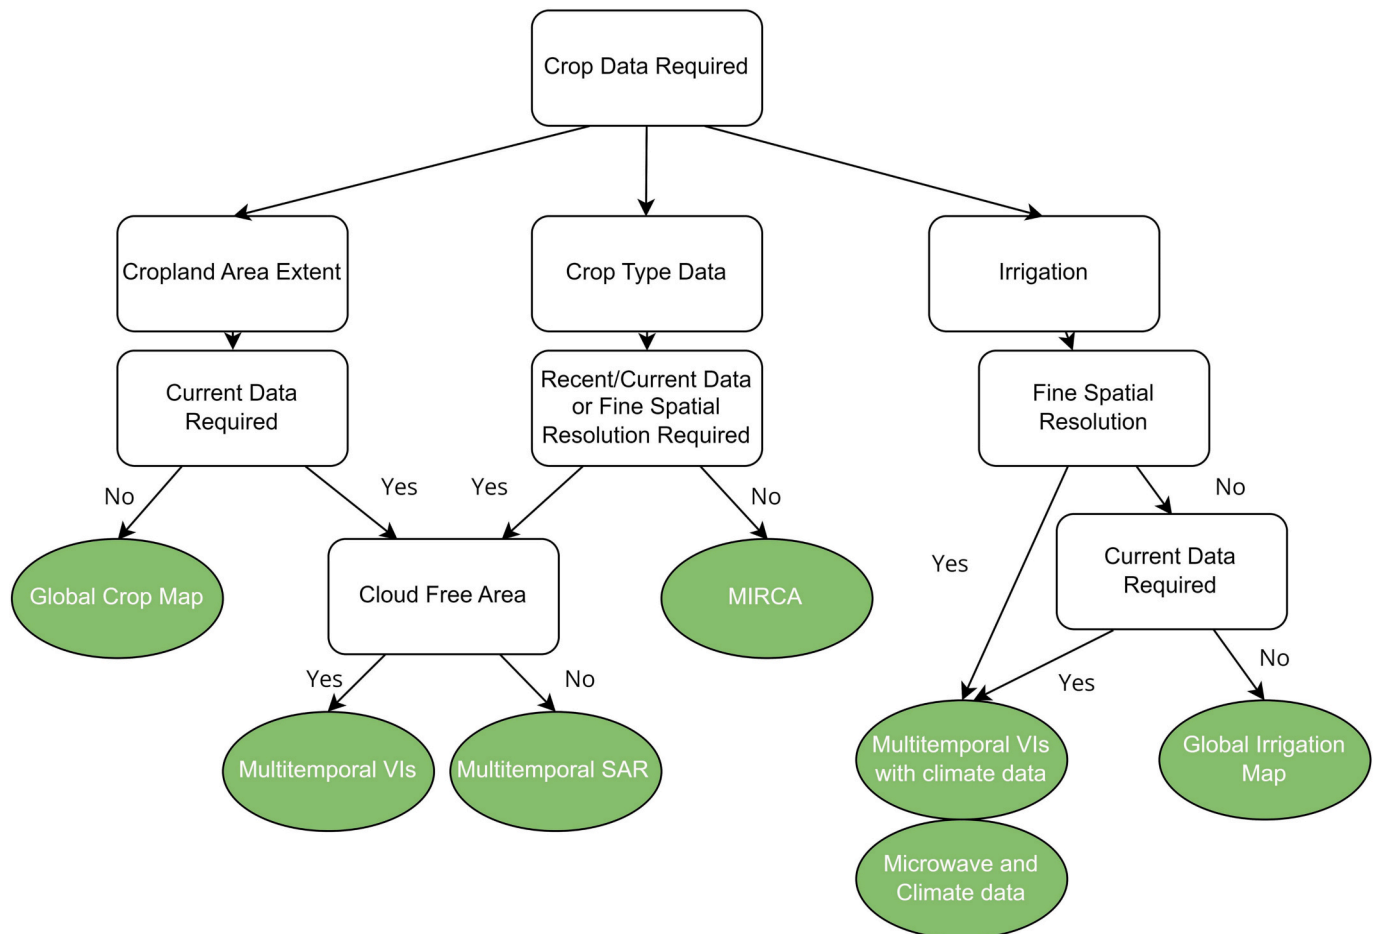 Crop Data Required
Cropland Area Extent
Crop Type Data
Irrigation
Current Data
Required
Recent/Current Data
or Fine Spatial
Resolution Required
Fine Spatial
Resolution
No
Yes
Yes
No
No
Global Crop Map
Cloud Free Area
MIRCA
Yes
Current Data
Required
Yes
No
Yes
No
Multitemporal VIs
Multitemporal SAR
Multitemporal VIs
with climate data
Global Irrigation
Map
Microwave and
Climate data